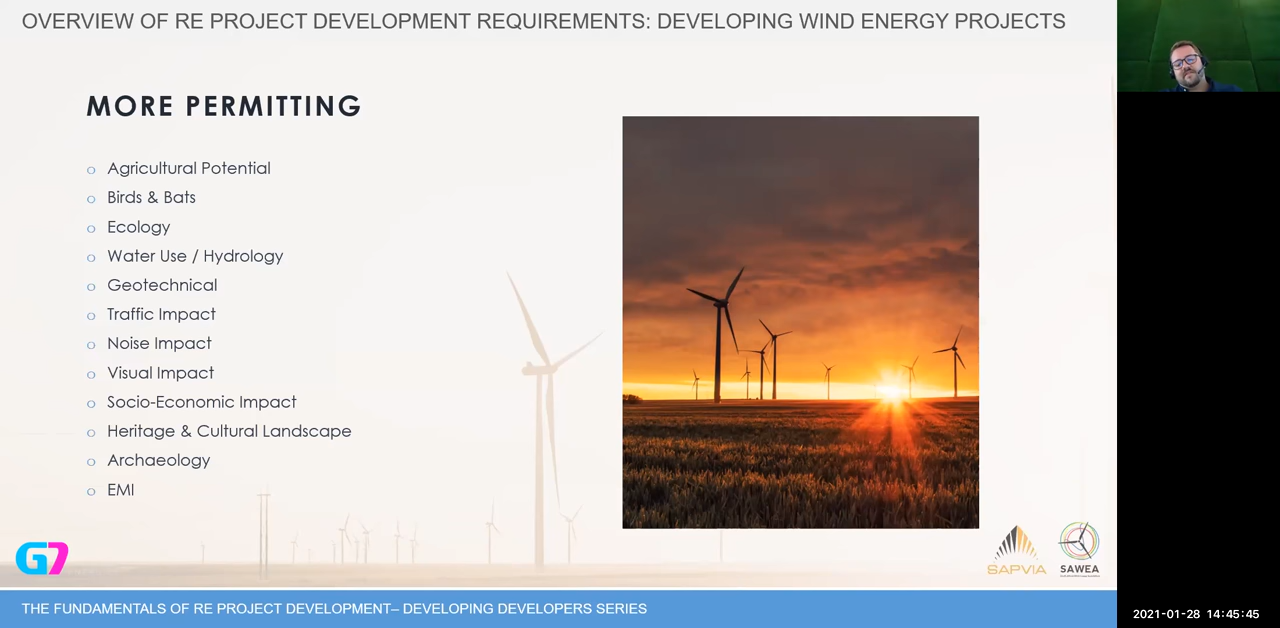 OVERVIEW OF RE PROJECT DEVELOPMENT REQUIREMENTS: DEVELOPING WIND ENERGY PROJECTS
MORE PERMITTING
o Agricultural Potential
o Birds & Bats
o Ecology
o Water Use / Hydrology
o Geotechnical
o Traffic Impact
o Noise Impact
o Visual Impact
o Socio-Economic Impact
o Heritage & Cultural Landscape
o Archaeology
o EMI
G7
SAPVIA
SAWEA
THE FUNDAMENTALS OF RE PROJECT DEVELOPMENT– DEVELOPING DEVELOPERS SERIES
2021-01-28 14:45:45